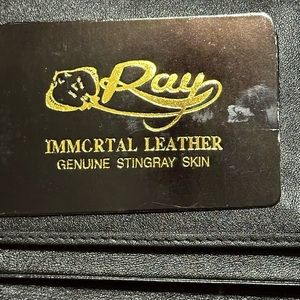 Ray
IMMCRTAL LEATHER
GENUINE STINGRAY SKIN